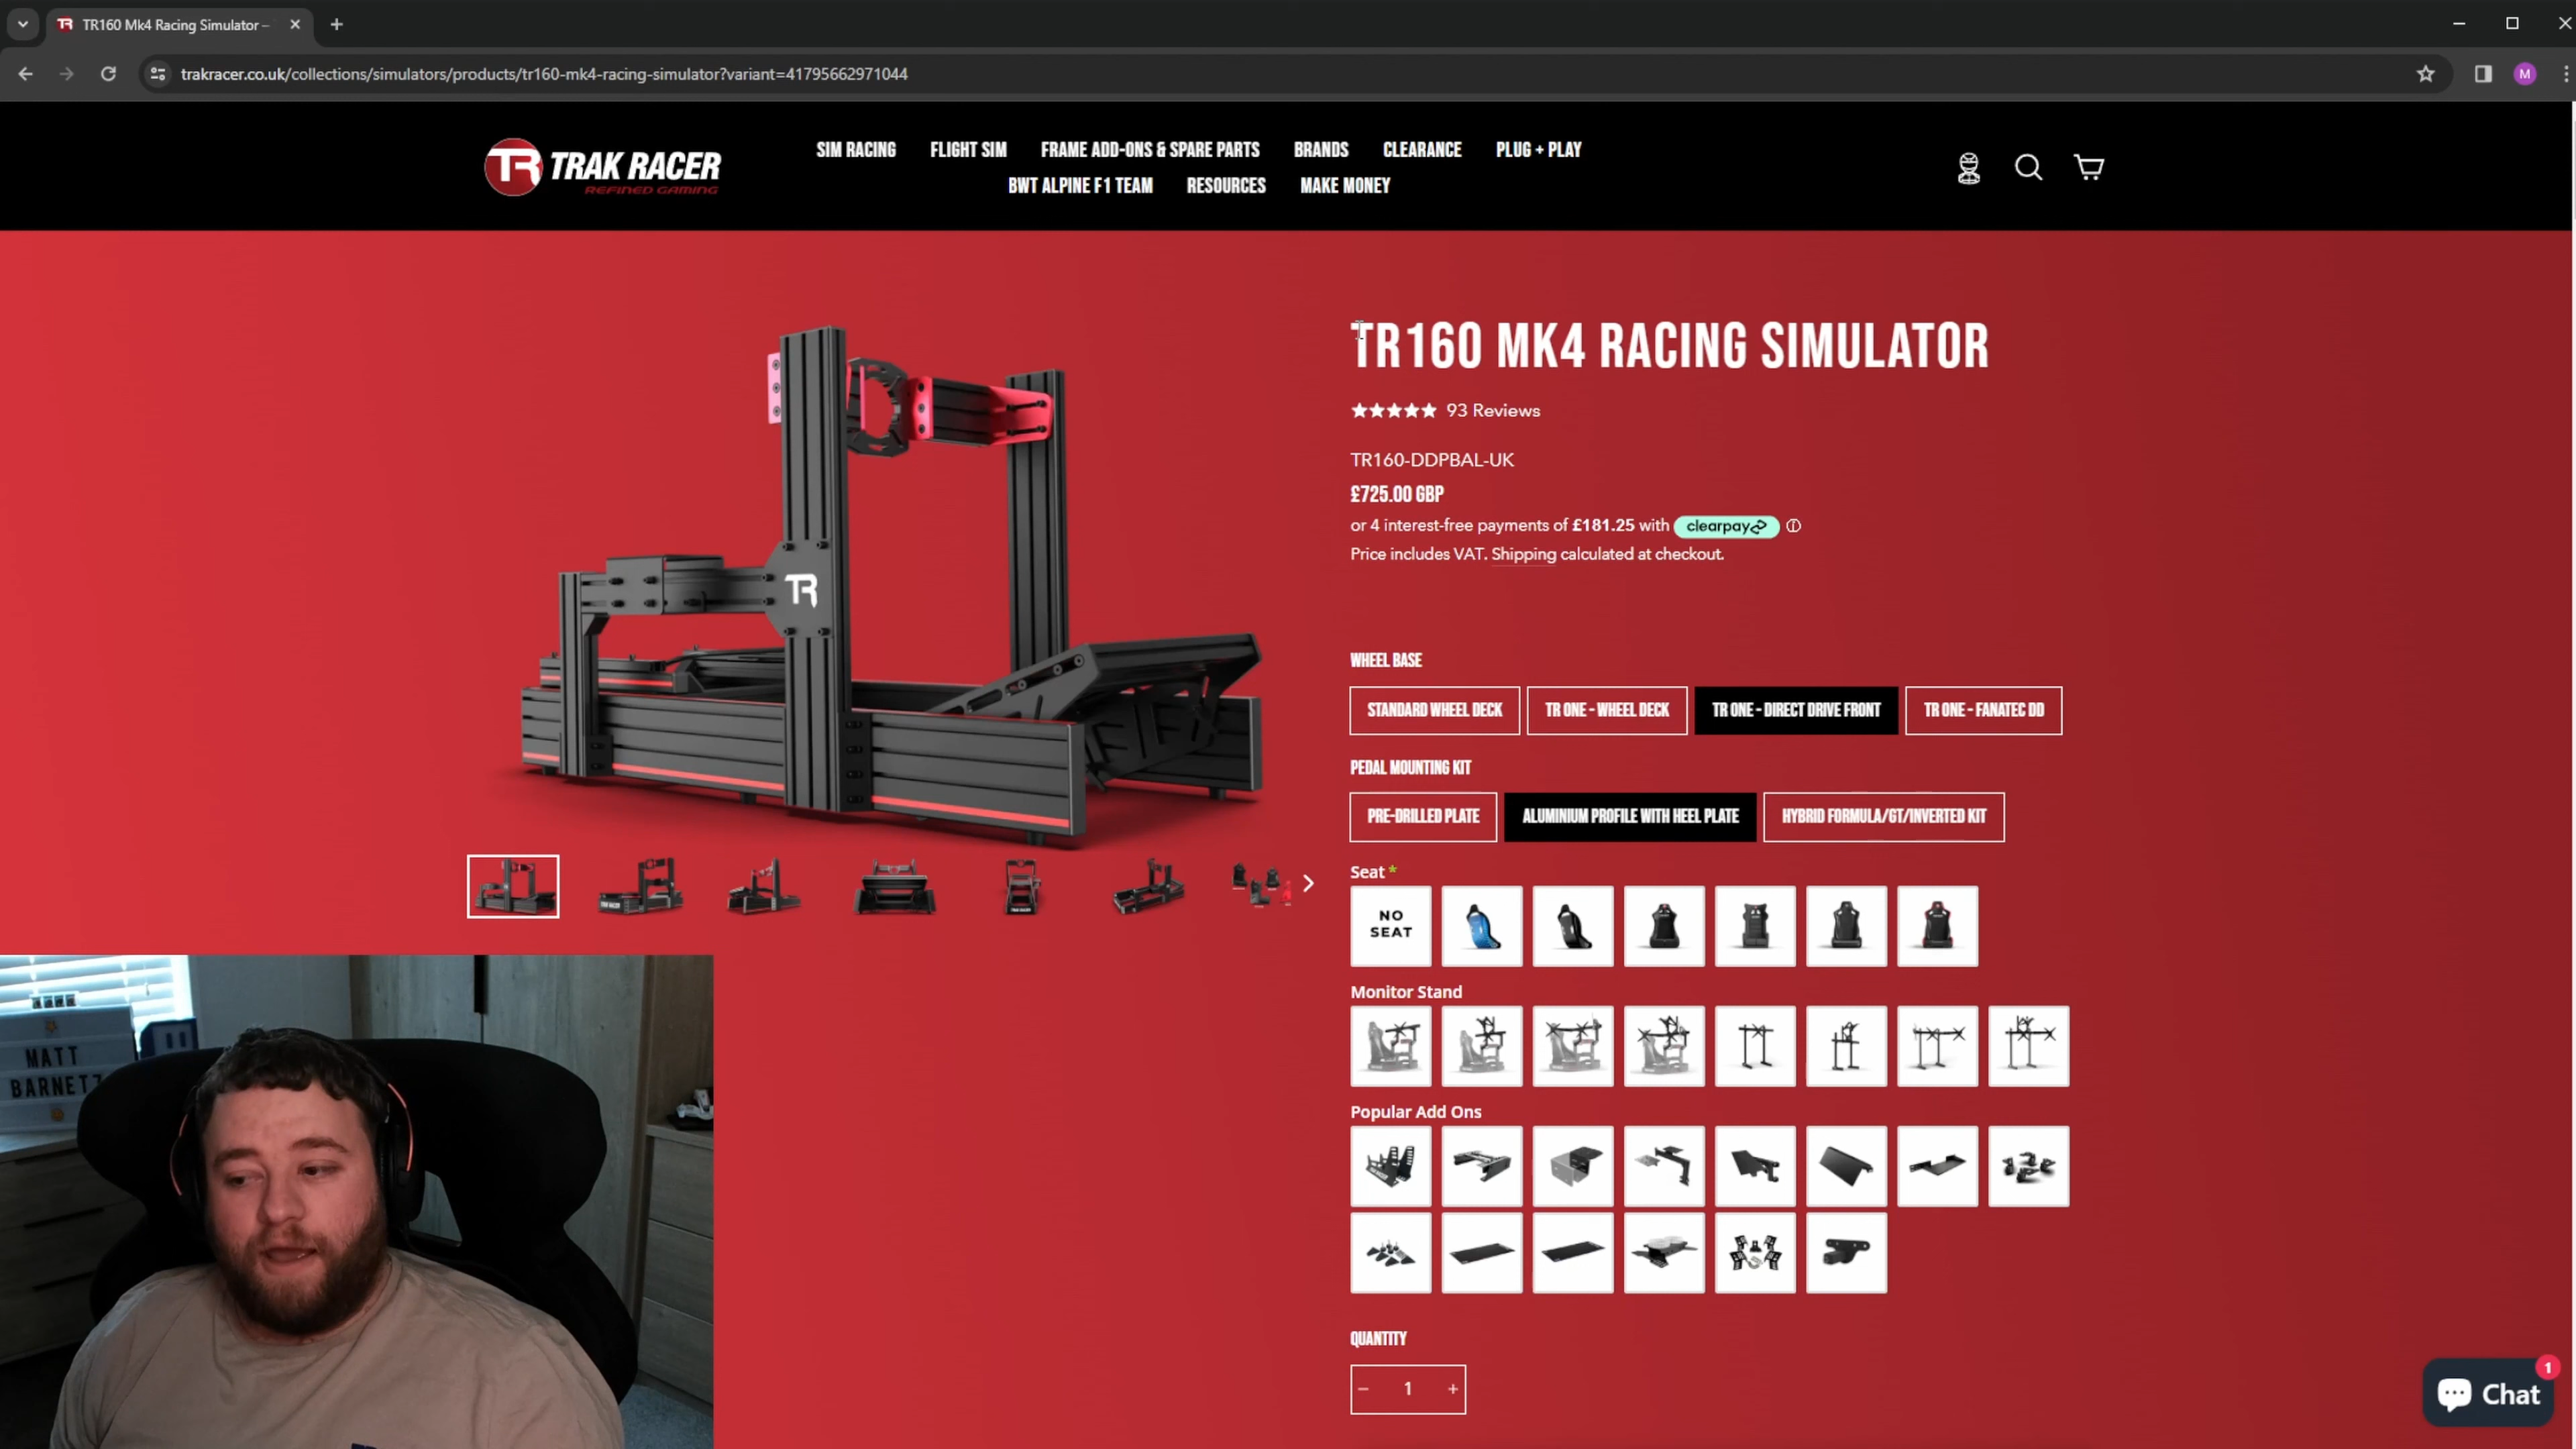 TR160 Mk4 Racing Simulator –
trakracer.co.uk/collections/simulators/products/tr160-mk4-racing-simulator?variant=41795662971044
M
TR TRAK RACER
REFINED GAMING
SIM RACING FLIGHT SIM FRAME ADD-ONS & SPARE PARTS BRANDS CLEARANCE PLUG + PLAY
BWT ALPINE F1 TEAM RESOURCES MAKE MONEY
TR160 MK4 RACING SIMULATOR
★★★★★ 93 Reviews
TR160-DDPBAL-UK
£725.00 GBP
or 4 interest-free payments of £181.25 with clearpay
Price includes VAT. Shipping calculated at checkout.
TR
WHEEL BASE
STANDARD WHEEL DECK TR ONE - WHEEL DECK TR ONE - DIRECT DRIVE FRONT TR ONE - FANATEC DD
PEDAL MOUNTING KIT
PRE-DRILLED PLATE ALUMINIUM PROFILE WITH HEEL PLATE HYBRID FORMULA/GT/INVERTED KIT
Seat *
NO
SEAT
Monitor Stand
Popular Add Ons
QUANTITY
− 1 +
MATT
BARNET
1
Chat